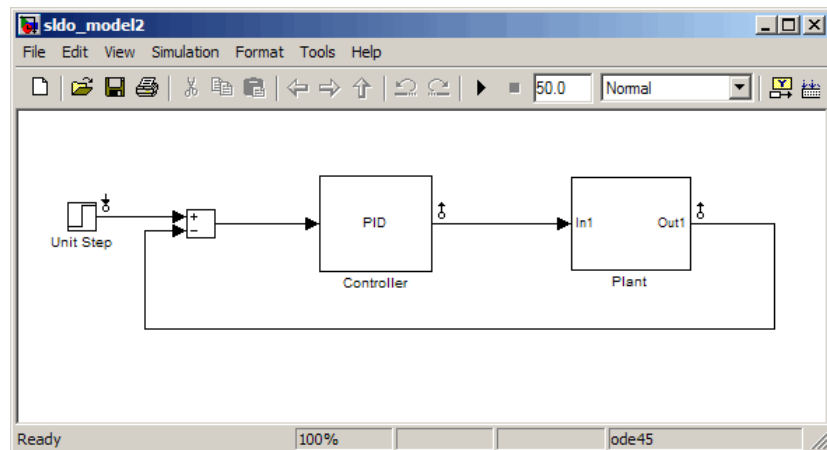 sldo_model2
File Edit View Simulation Format Tools Help
50.0 Normal
+
−
Unit Step
PID
Controller
In1 Out1
Plant
Ready 100% ode45